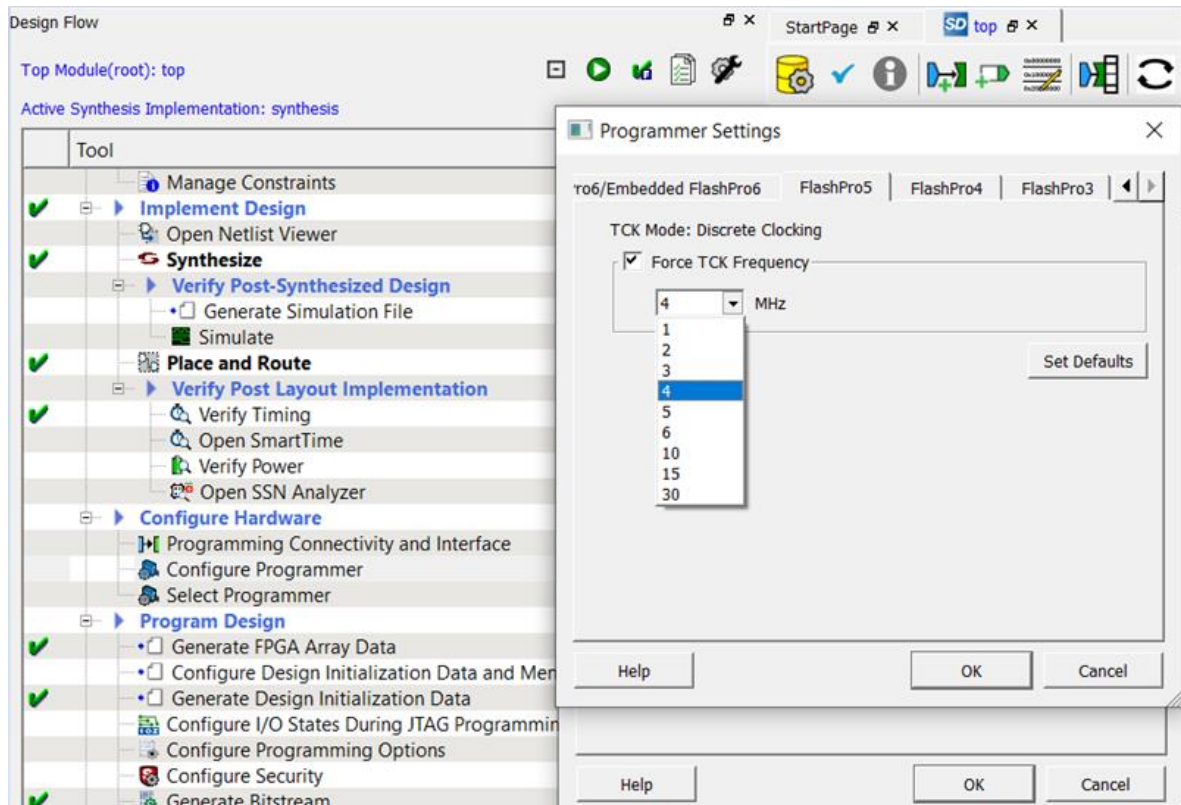 Design Flow
StartPage
SD top
Top Module(root): top
Active Synthesis Implementation: synthesis
Tool
Manage Constraints
Implement Design
Open Netlist Viewer
Synthesize
Verify Post-Synthesized Design
Generate Simulation File
Simulate
Place and Route
Verify Post Layout Implementation
Verify Timing
Open SmartTime
Verify Power
Open SSN Analyzer
Configure Hardware
Programming Connectivity and Interface
Configure Programmer
Select Programmer
Program Design
Generate FPGA Array Data
Configure Design Initialization Data and Mem
Generate Design Initialization Data
Configure I/O States During JTAG Programmin
Configure Programming Options
Configure Security
Generate Bitstream
Programmer Settings
ro6/Embedded FlashPro6 FlashPro5 FlashPro4 FlashPro3
TCK Mode: Discrete Clocking
Force TCK Frequency
4 MHz
1
2
3
4
5
6
10
15
30
Set Defaults
Help OK Cancel
Help OK Cancel